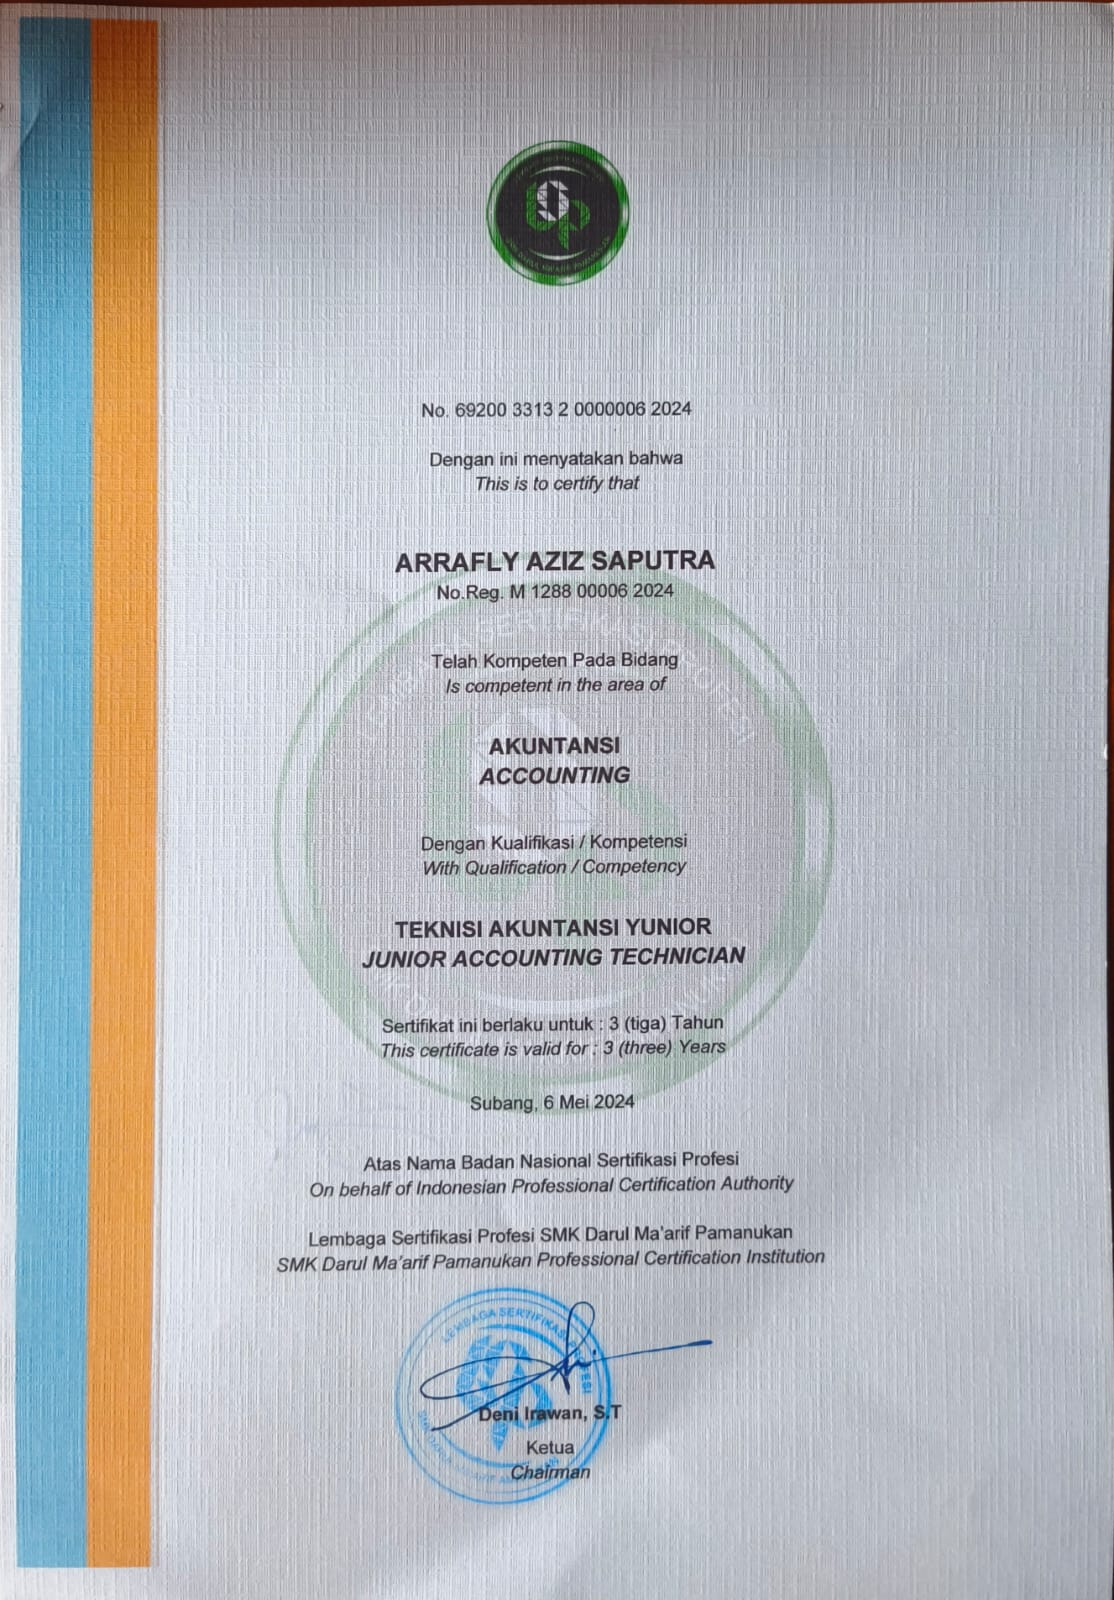 No. 69200 3313 2 0000006 2024
Dengan ini menyatakan bahwa
This is to certify that
ARRAFLY AZIZ SAPUTRA
No.Reg. M 1288 00006 2024
Telah Kompeten Pada Bidang
Is competent in the area of
AKUNTANSI
ACCOUNTING
Dengan Kualifikasi / Kompetensi
With Qualification / Competency
TEKNISI AKUNTANSI YUNIOR
JUNIOR ACCOUNTING TECHNICIAN
Sertifikat ini berlaku untuk : 3 (tiga) Tahun
This certificate is valid for : 3 (three) Years
Subang, 6 Mei 2024
Atas Nama Badan Nasional Sertifikasi Profesi
On behalf of Indonesian Professional Certification Authority
Lembaga Sertifikasi Profesi SMK Darul Ma'arif Pamanukan
SMK Darul Ma'arif Pamanukan Professional Certification Institution
LEMBAGA SERTIFIKASI PROFESI
Deni Irawan, S.T
Ketua
Chairman